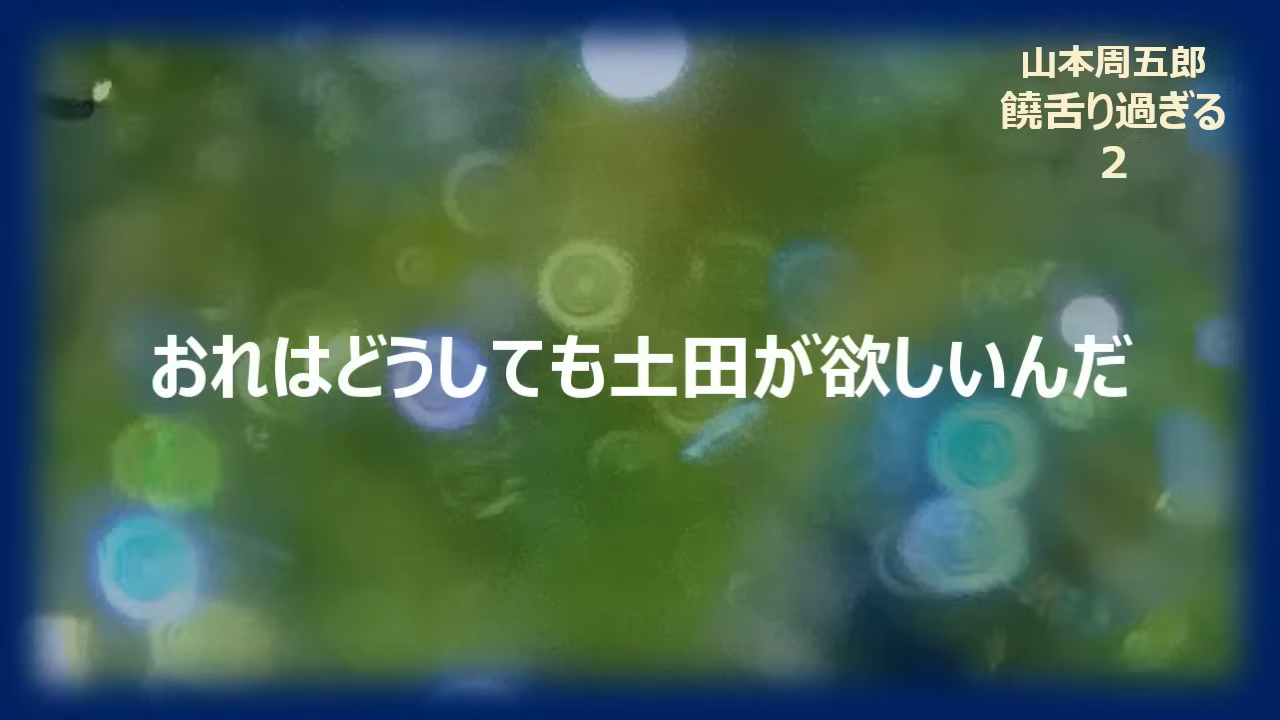 山本周五郎
饒舌り過ぎる
2
おれはどうしても土田が欲しいんだ